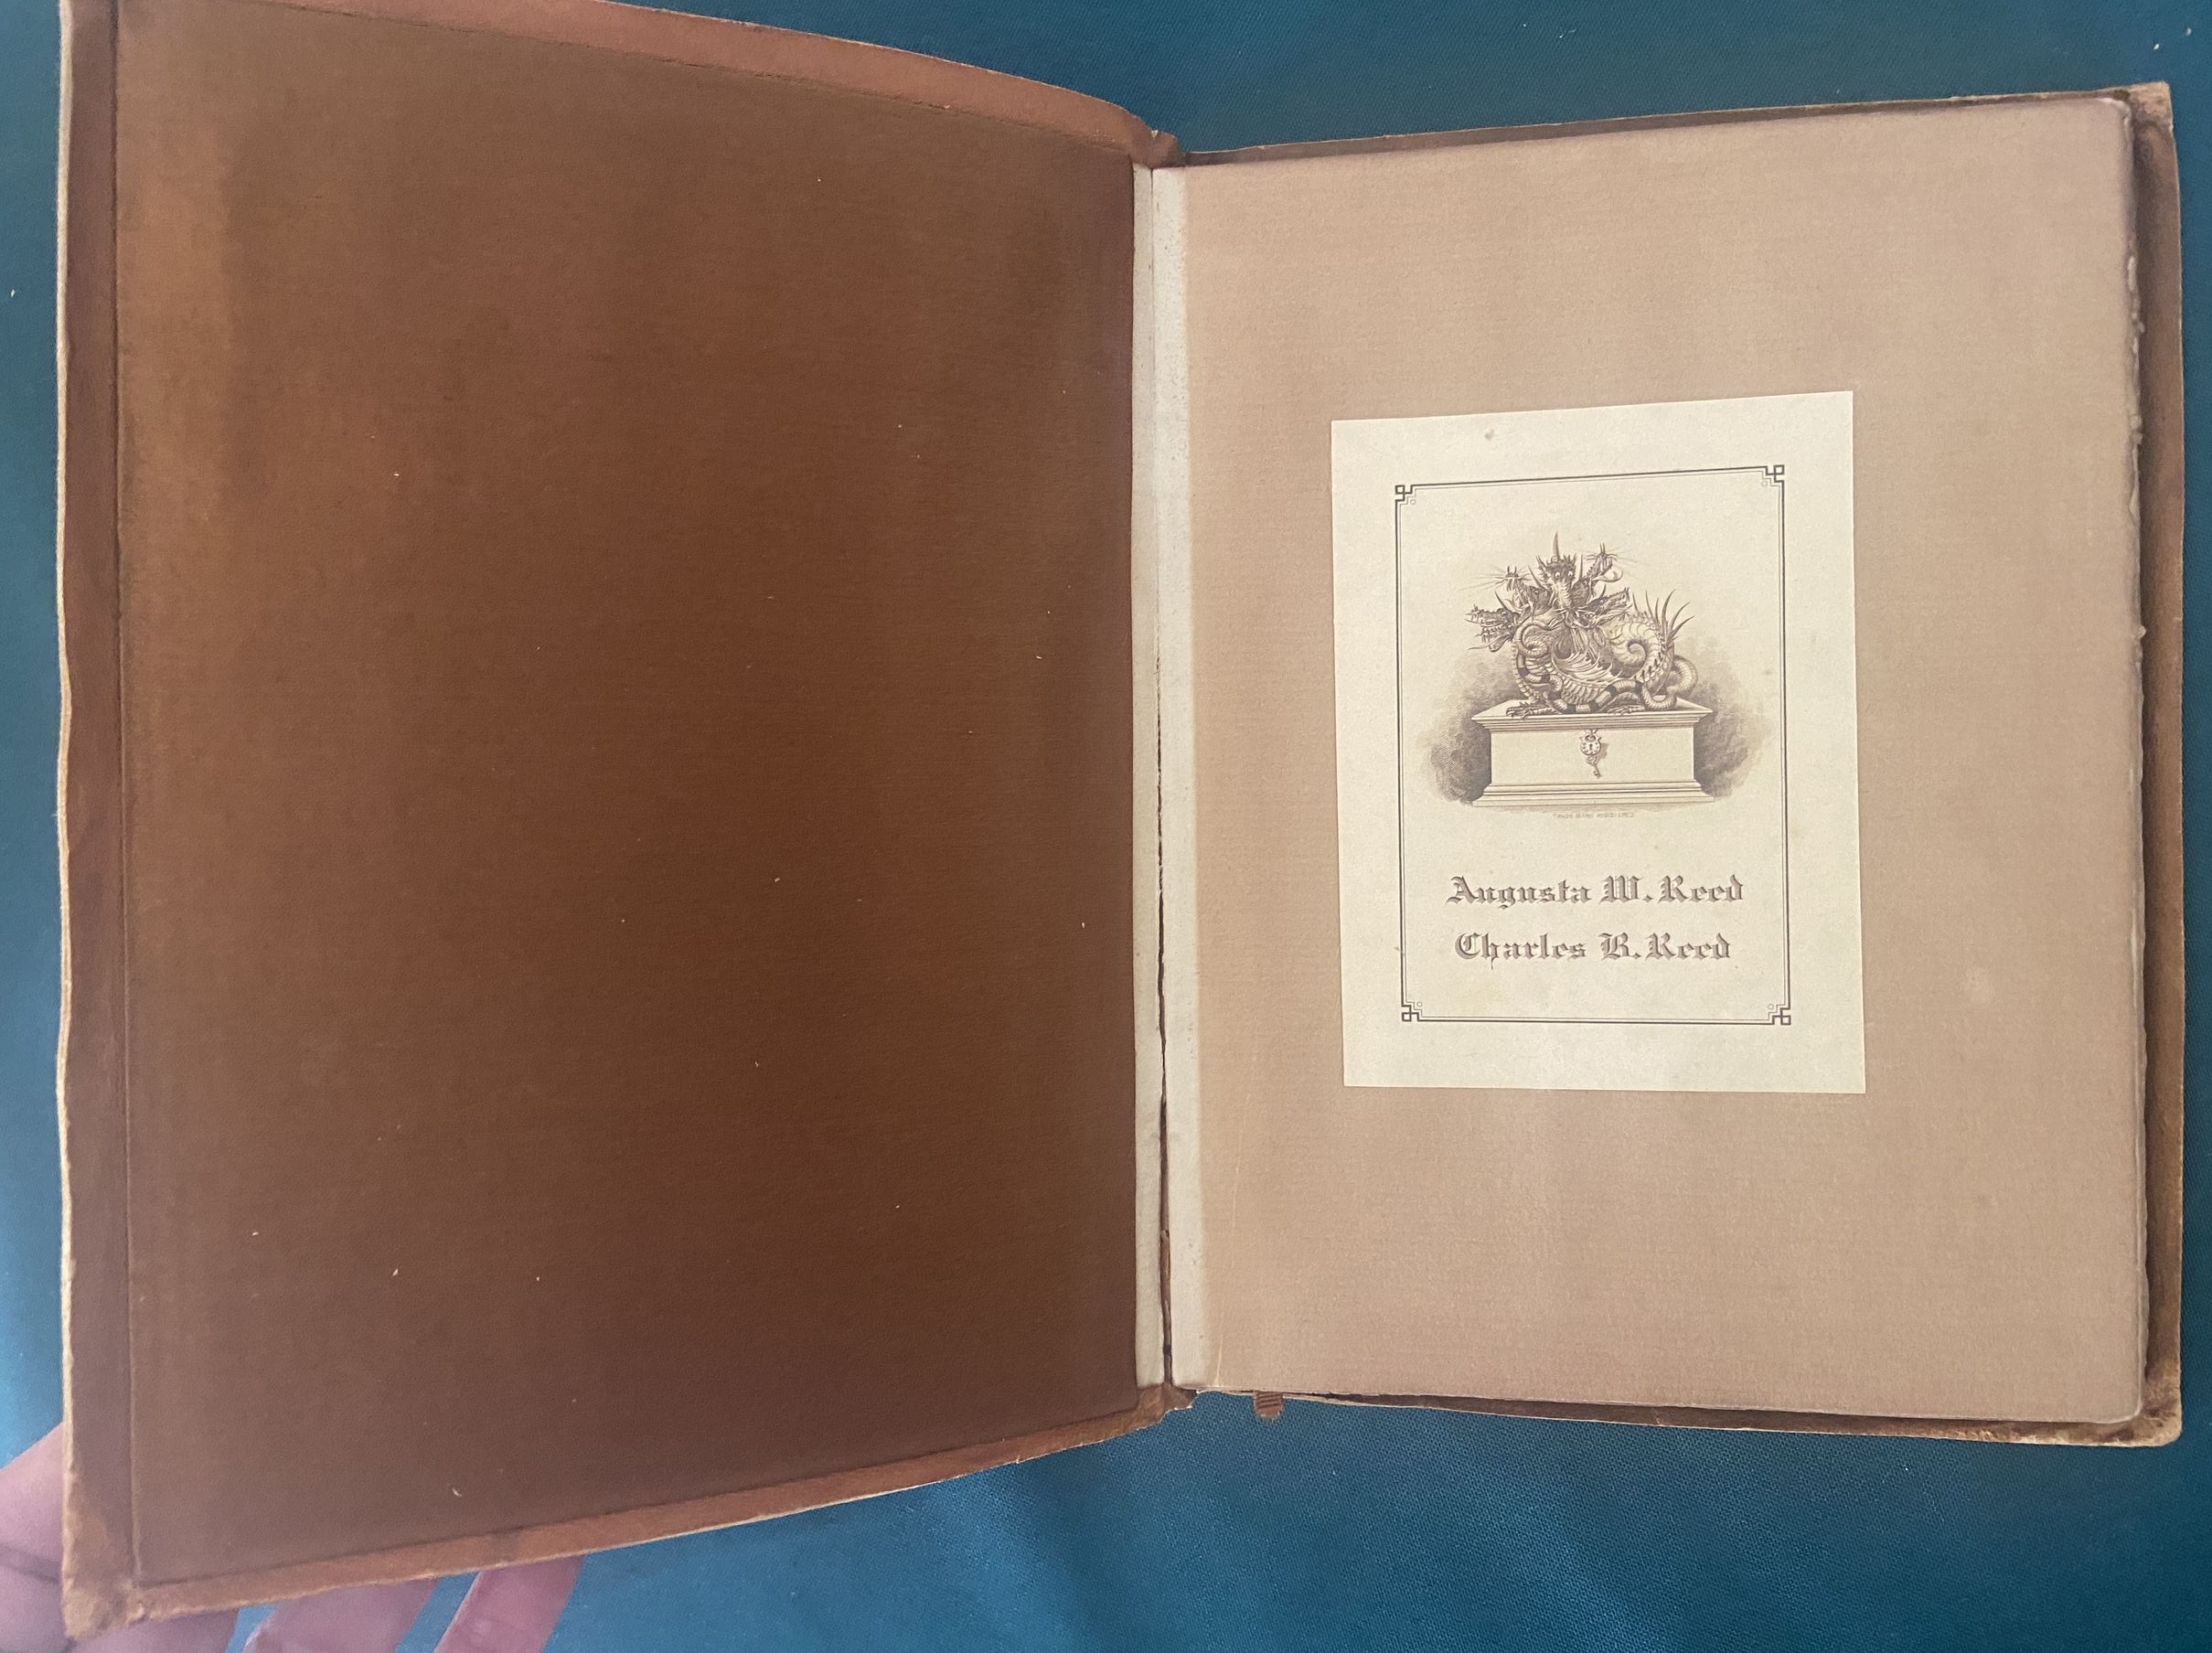 Augusta W. Reed
Charles B. Reed